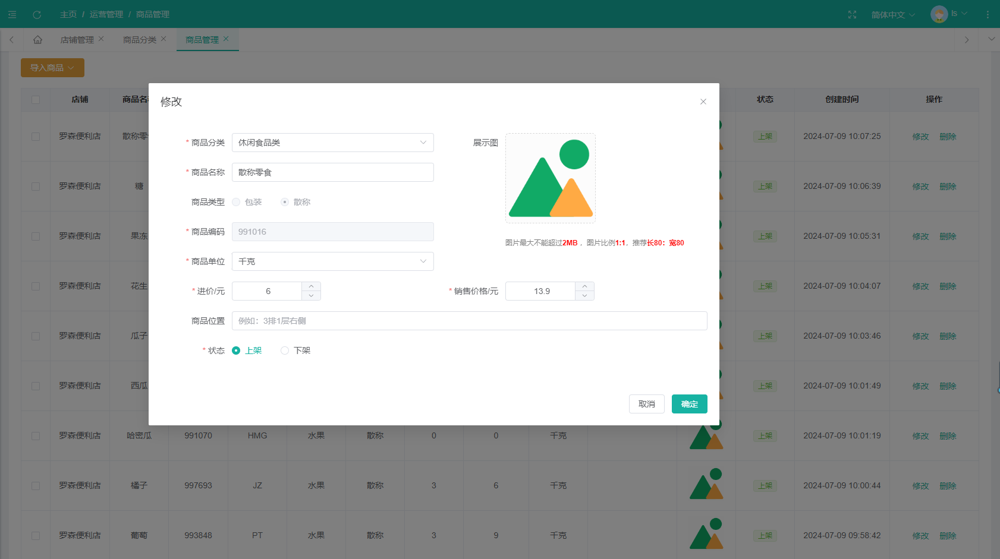 主页 / 运营管理 / 商品管理
简体中文
ls
店铺管理
商品分类
商品管理
导入商品
店铺 商品名 状态 创建时间 操作
罗森便利店 散称零 上架 2024-07-09 10:07:25 修改 删除
罗森便利店 糖 上架 2024-07-09 10:06:39 修改 删除
罗森便利店 果冻 上架 2024-07-09 10:05:31 修改 删除
罗森便利店 花生 上架 2024-07-09 10:04:07 修改 删除
罗森便利店 瓜子 上架 2024-07-09 10:03:46 修改 删除
罗森便利店 西瓜 上架 2024-07-09 10:01:49 修改 删除
罗森便利店 哈密瓜 991070 HMG 水果 散称 0 0 千克 上架 2024-07-09 10:01:19 修改 删除
罗森便利店 橘子 997693 JZ 水果 散称 3 6 千克 上架 2024-07-09 10:00:44 修改 删除
罗森便利店 葡萄 993848 PT 水果 散称 3 9 千克 上架 2024-07-09 09:58:42 修改 删除
修改
* 商品分类 休闲食品类
展示图
* 商品名称 散称零食
商品类型 包装 散称
* 商品编码 991016
图片最大不能超过2MB ，图片比例1:1，推荐长80：宽80
* 商品单位 千克
* 进价/元 6
* 销售价格/元 13.9
商品位置 例如：3排1层右侧
* 状态 上架 下架
取消 确定